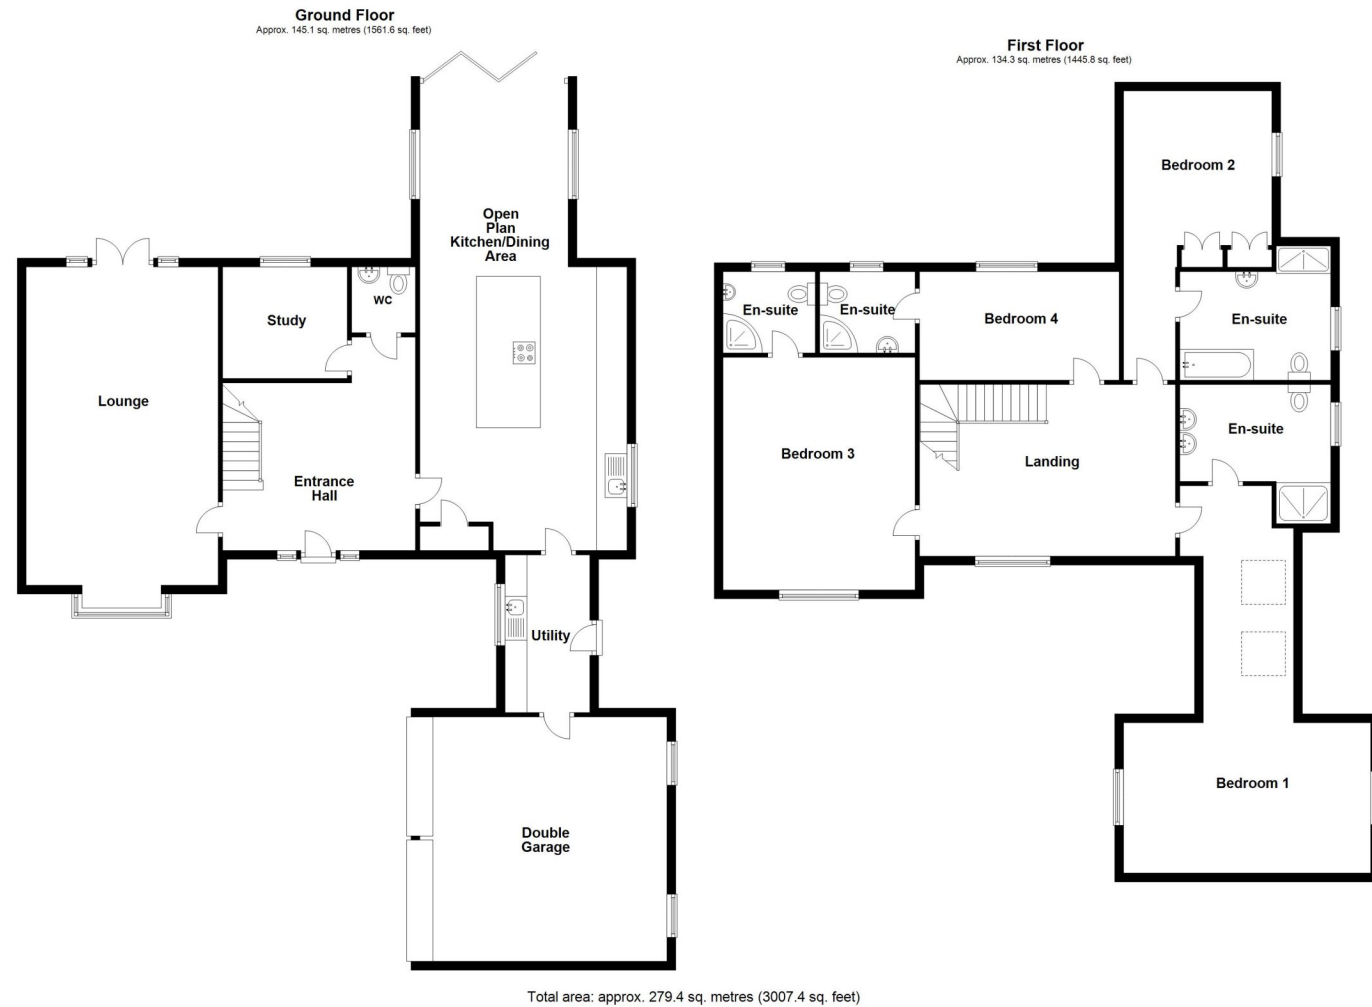 Ground Floor
Approx. 145.1 sq. metres (1561.6 sq. feet)
Open
Plan
Kitchen/Dining
Area
WC
Study
Lounge
Entrance
Hall
Utility
Double
Garage
First Floor
Approx. 134.3 sq. metres (1445.8 sq. feet)
Bedroom 2
En-suite
En-suite
Bedroom 4
En-suite
Bedroom 3
Landing
En-suite
Bedroom 1
Total area: approx. 279.4 sq. metres (3007.4 sq. feet)